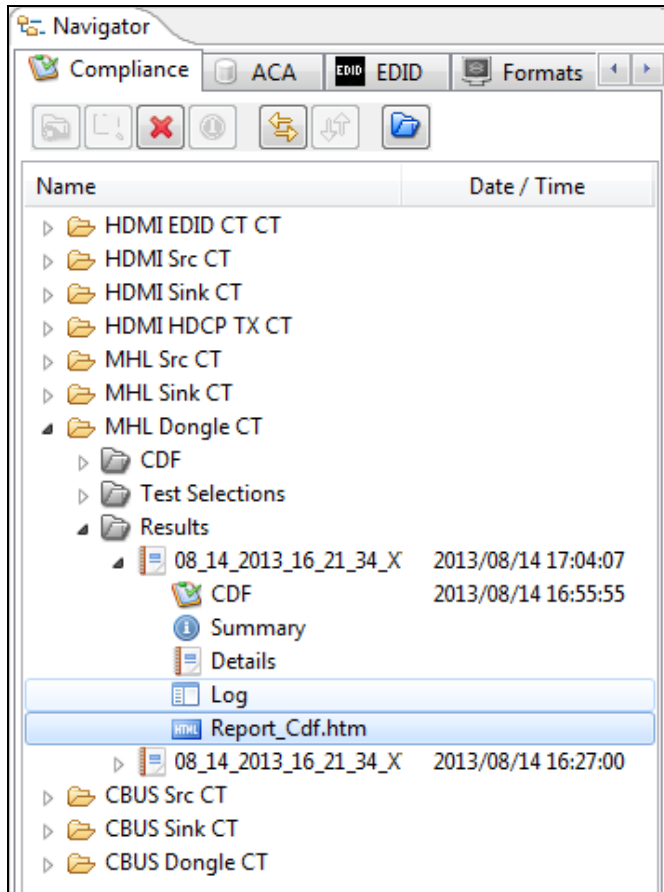 Navigator
Compliance ACA EDID EDID Formats
Name Date / Time
HDMI EDID CT CT
HDMI Src CT
HDMI Sink CT
HDMI HDCP TX CT
MHL Src CT
MHL Sink CT
MHL Dongle CT
CDF
Test Selections
Results
08_14_2013_16_21_34_X 2013/08/14 17:04:07
CDF 2013/08/14 16:55:55
Summary
Details
Log
HTML Report_Cdf.htm
08_14_2013_16_21_34_X 2013/08/14 16:27:00
CBUS Src CT
CBUS Sink CT
CBUS Dongle CT